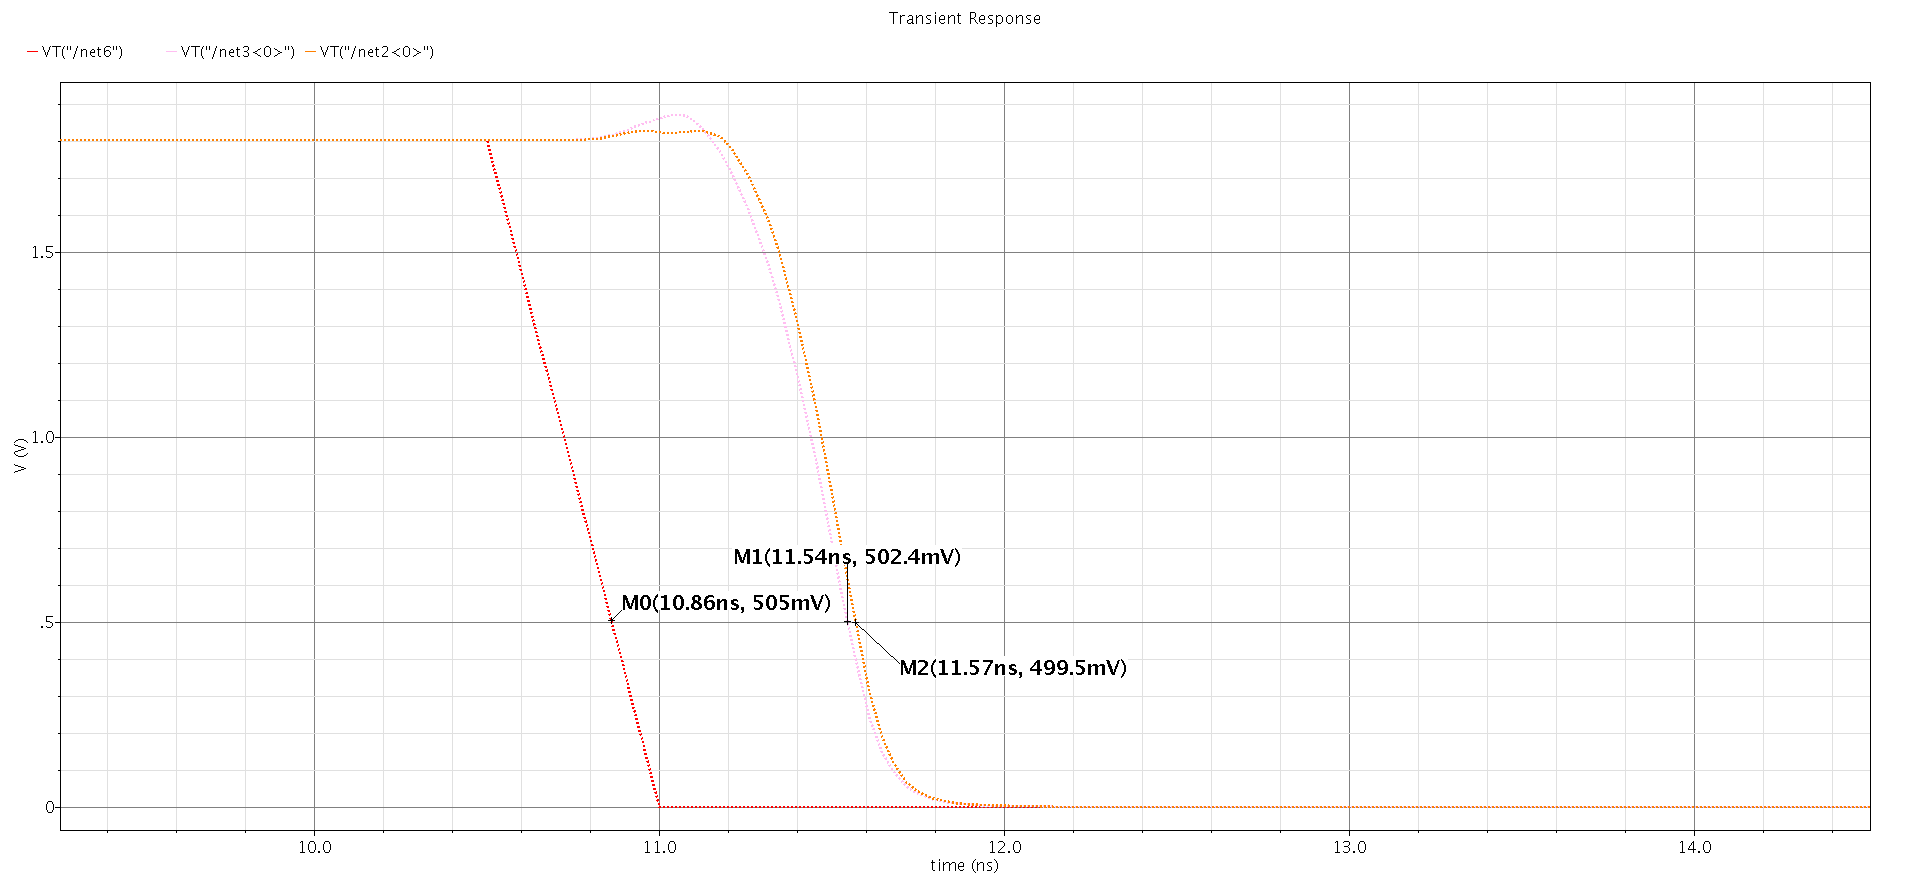 Transient Response
VT("/net6") VT("/net3<0>") VT("/net2<0>")
1.5
1.0
V (V)
M1(11.54ns, 502.4mV)
M0(10.86ns, 505mV)
.5
M2(11.57ns, 499.5mV)
0
10.0 11.0 12.0 13.0 14.0
time (ns)